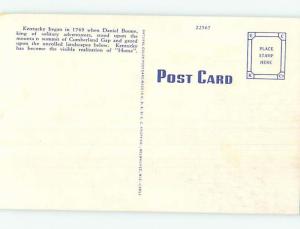 Kentucky began in 1769 when Daniel Boone,
king of solitary adventurers, stood upon the
mountain summit of Cumberland Gap and gazed
upon the unrolled landscapes below. Kentucky
has become the visible realization of "Home".
22567
POST CARD
PLACE
STAMP
HERE